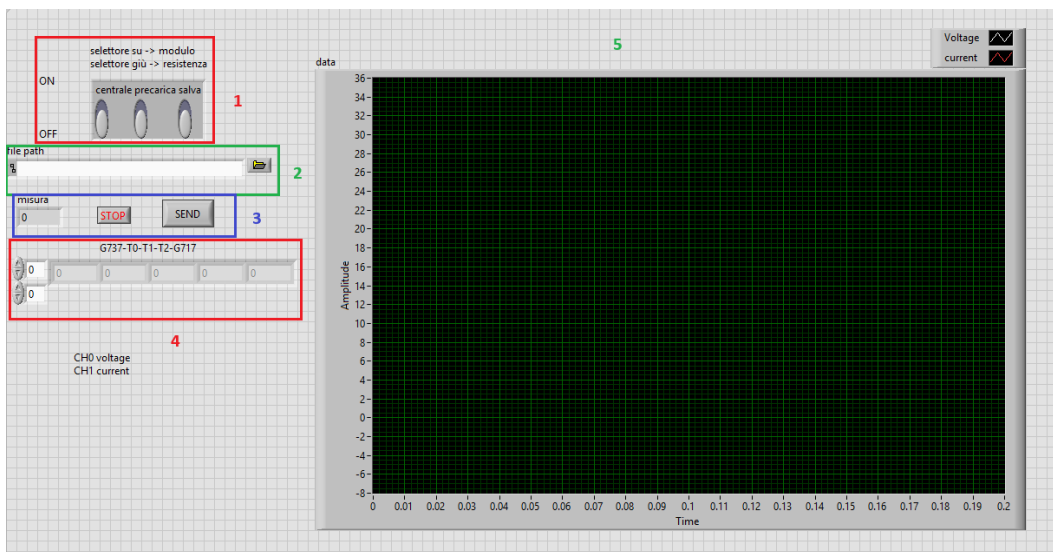 selettore su -> modulo
selettore giù -> resistenza
ON
centrale precarica salva
1
OFF
file path
2
misura
0
STOP
SEND
3
G737-T0-T1-T2-G717
0 0 0 0 0 0
0
4
CH0 voltage
CH1 current
5
Voltage
current
data
Amplitude
36
34
32
30
28
26
24
22
20
18
16
14
12
10
8
6
4
2
0
-2
-4
-6
-8
0 0.01 0.02 0.03 0.04 0.05 0.06 0.07 0.08 0.09 0.1 0.11 0.12 0.13 0.14 0.15 0.16 0.17 0.18 0.19 0.2
Time